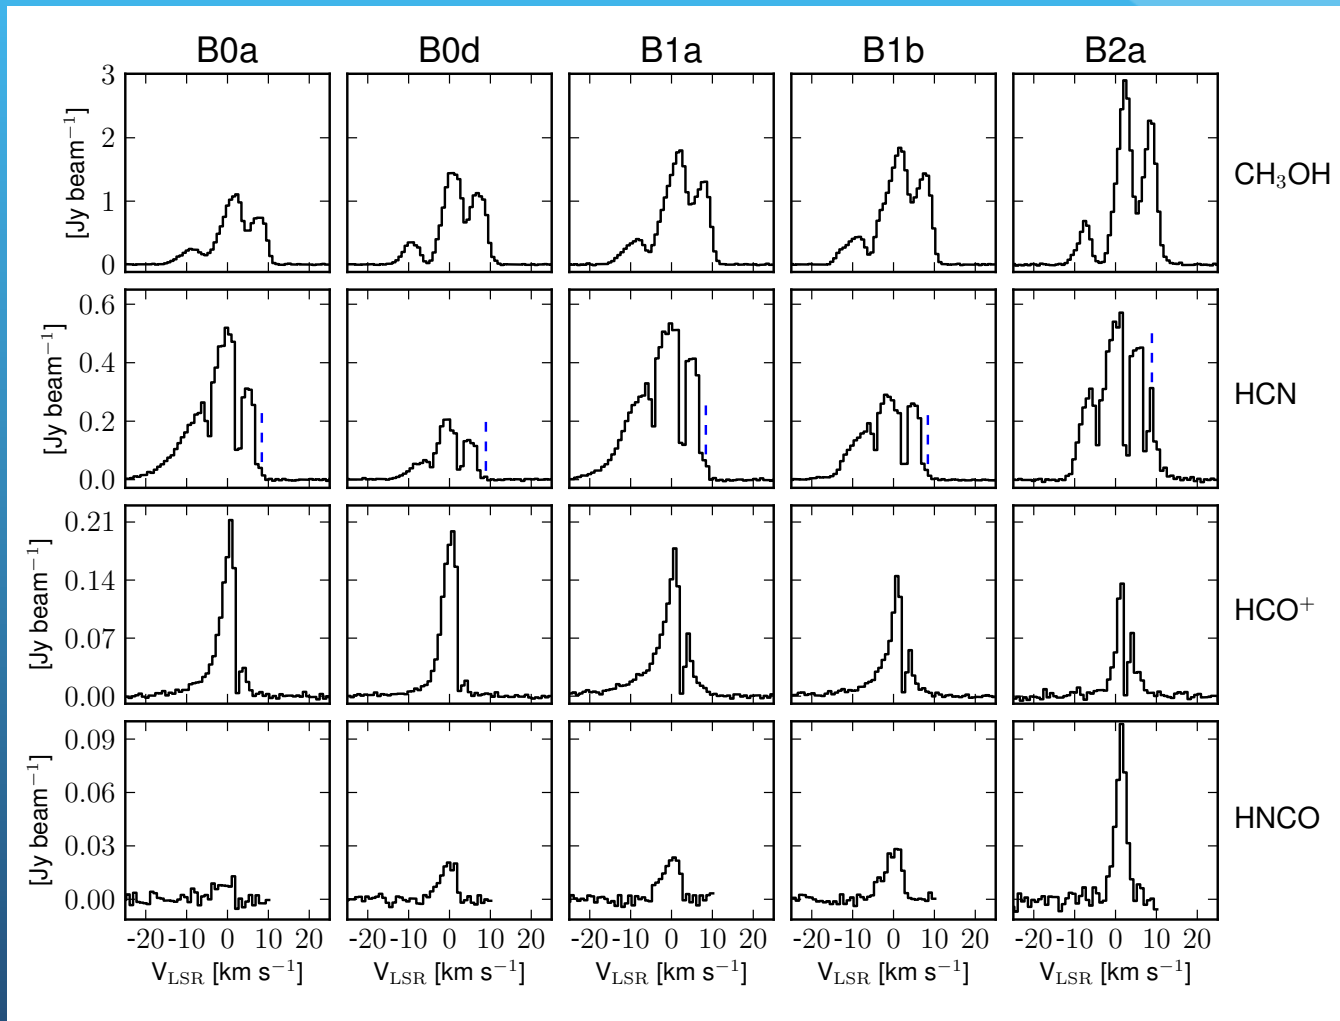 B0a B0d B1a B1b B2a
3
2
1
0
[Jy beam⁻¹]
CH₃OH
0.6
0.4
0.2
0.0
[Jy beam⁻¹]
HCN
0.21
0.14
0.07
0.00
[Jy beam⁻¹]
HCO⁺
0.09
0.06
0.03
0.00
[Jy beam⁻¹]
HNCO
-20 -10 0 10 20 -20 -10 0 10 20 -20 -10 0 10 20 -20 -10 0 10 20 -20 -10 0 10 20
V_LSR [km s⁻¹] V_LSR [km s⁻¹] V_LSR [km s⁻¹] V_LSR [km s⁻¹] V_LSR [km s⁻¹]